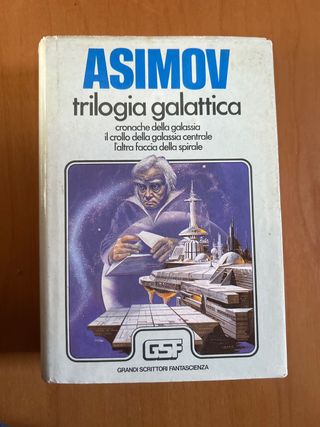 ASIMOV
trilogia galattica
cronache della galassia
il crollo della galassia centrale
l'altra faccia della spirale
GSF
GRANDI SCRITTORI FANTASCIENZA